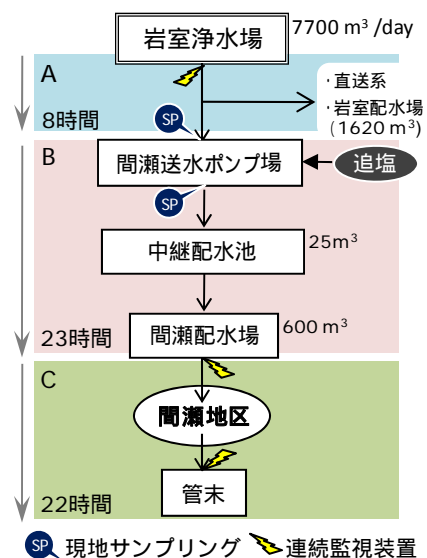 岩室浄水場
7700 m³ /day
A
・直送系
・岩室配水場
(1620 m³)
8時間
SP
B
間瀬送水ポンプ場
追塩
SP
中継配水池
25m³
間瀬配水場
600 m³
23時間
C
間瀬地区
管末
22時間
SP 現地サンプリング 連続監視装置